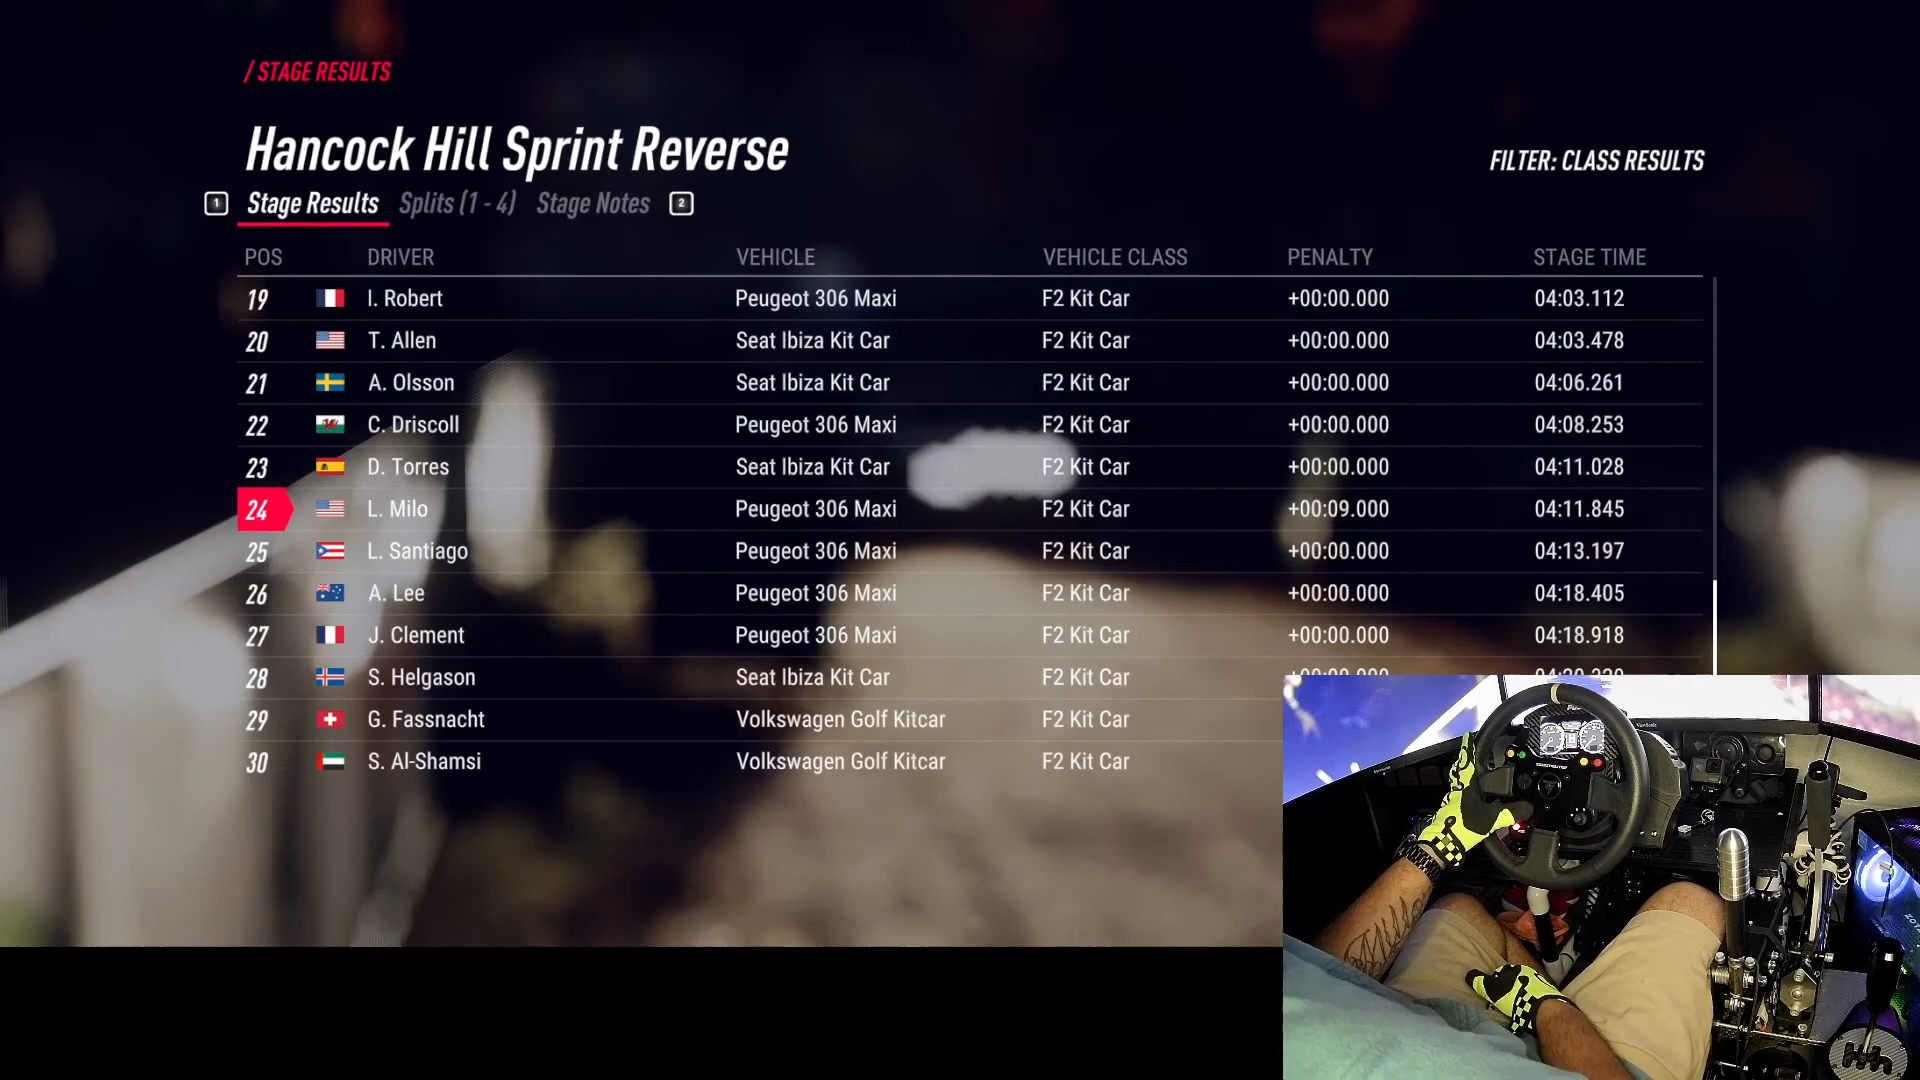 / STAGE RESULTS
Hancock Hill Sprint Reverse
FILTER: CLASS RESULTS
1 Stage Results Splits (1 - 4) Stage Notes 2
POS DRIVER VEHICLE VEHICLE CLASS PENALTY STAGE TIME
19 I. Robert Peugeot 306 Maxi F2 Kit Car +00:00.000 04:03.112
20 T. Allen Seat Ibiza Kit Car F2 Kit Car +00:00.000 04:03.478
21 A. Olsson Seat Ibiza Kit Car F2 Kit Car +00:00.000 04:06.261
22 C. Driscoll Peugeot 306 Maxi F2 Kit Car +00:00.000 04:08.253
23 D. Torres Seat Ibiza Kit Car F2 Kit Car +00:00.000 04:11.028
24 L. Milo Peugeot 306 Maxi F2 Kit Car +00:09.000 04:11.845
25 L. Santiago Peugeot 306 Maxi F2 Kit Car +00:00.000 04:13.197
26 A. Lee Peugeot 306 Maxi F2 Kit Car +00:00.000 04:18.405
27 J. Clement Peugeot 306 Maxi F2 Kit Car +00:00.000 04:18.918
28 S. Helgason Seat Ibiza Kit Car F2 Kit Car
29 G. Fassnacht Volkswagen Golf Kitcar F2 Kit Car
30 S. Al-Shamsi Volkswagen Golf Kitcar F2 Kit Car